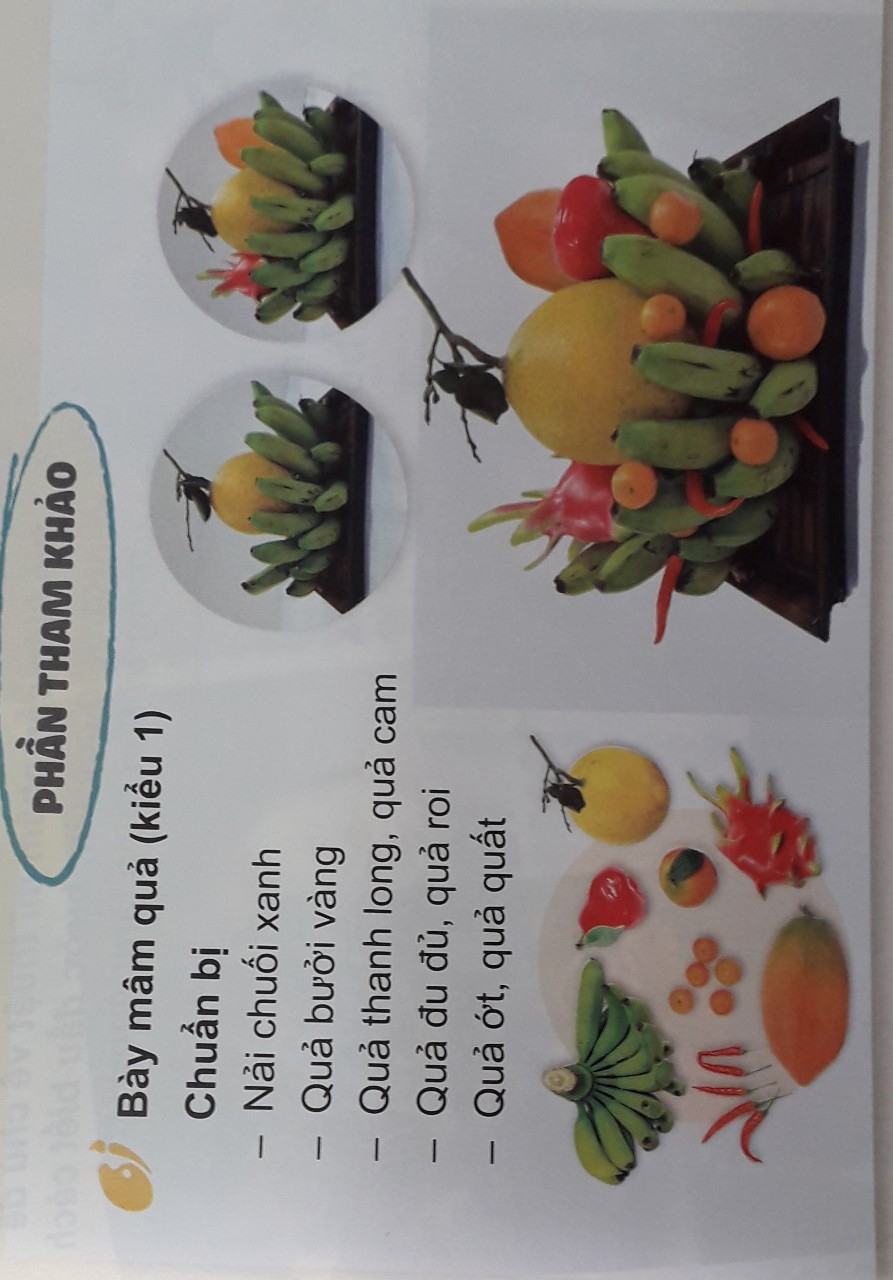 PHẦN THAM KHẢO
Bày mâm quả (kiểu 1)
Chuẩn bị
– Nải chuối xanh
– Quả bưởi vàng
– Quả thanh long, quả cam
– Quả đu đủ, quả roi
– Quả ớt, quả quất